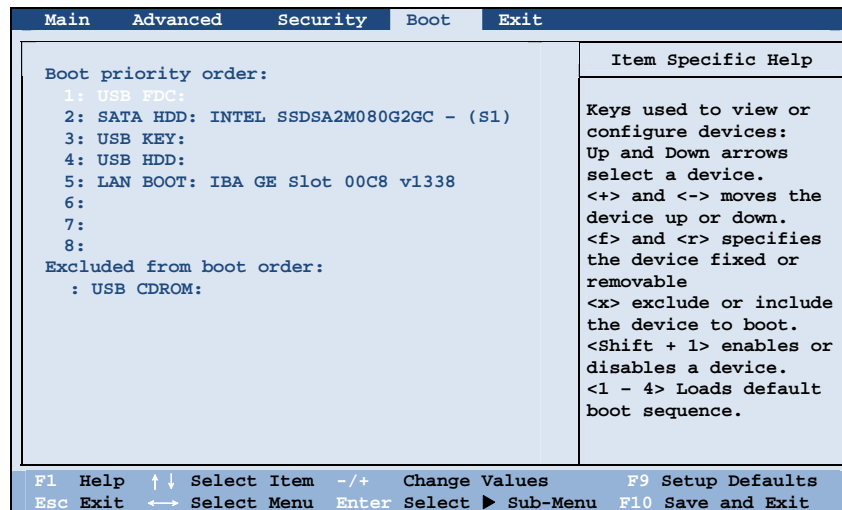 Main Advanced Security Boot Exit
Boot priority order:
1: USB FDC:
2: SATA HDD: INTEL SSDSA2M080G2GC – (S1)
3: USB KEY:
4: USB HDD:
5: LAN BOOT: IBA GE Slot 00C8 v1338
6:
7:
8:
Excluded from boot order:
: USB CDROM:
Item Specific Help
Keys used to view or
configure devices:
Up and Down arrows
select a device.
<+> and <-> moves the
device up or down.
<f> and <r> specifies
the device fixed or
removable
<x> exclude or include
the device to boot.
<Shift + 1> enables or
disables a device.
<1 – 4> Loads default
boot sequence.
F1 Help ↑↓ Select Item -/+ Change Values F9 Setup Defaults
Esc Exit ←→ Select Menu Enter Select ▶ Sub-Menu F10 Save and Exit